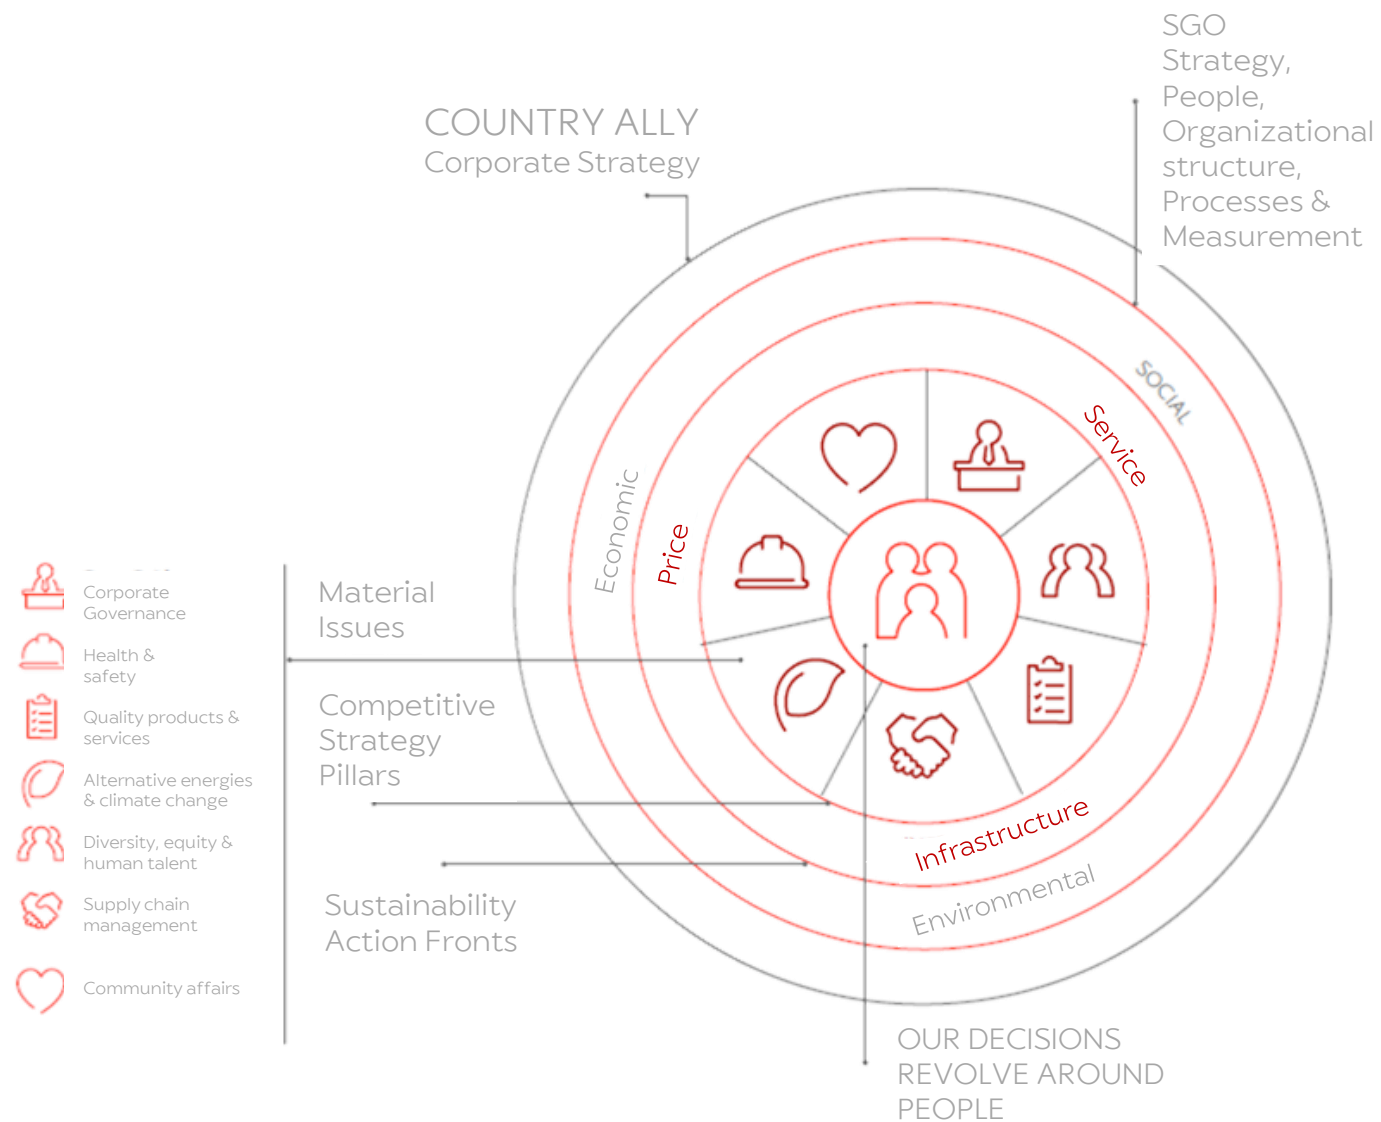 SGO
Strategy,
People,
Organizational
structure,
Processes &
Measurement
COUNTRY ALLY
Corporate Strategy
SOCIAL
Service
Economic
Price
Infrastructure
Environmental
Corporate
Governance
Health &
safety
Quality products &
services
Alternative energies
& climate change
Diversity, equity &
human talent
Supply chain
management
Community affairs
Material
Issues
Competitive
Strategy
Pillars
Sustainability
Action Fronts
OUR DECISIONS
REVOLVE AROUND
PEOPLE